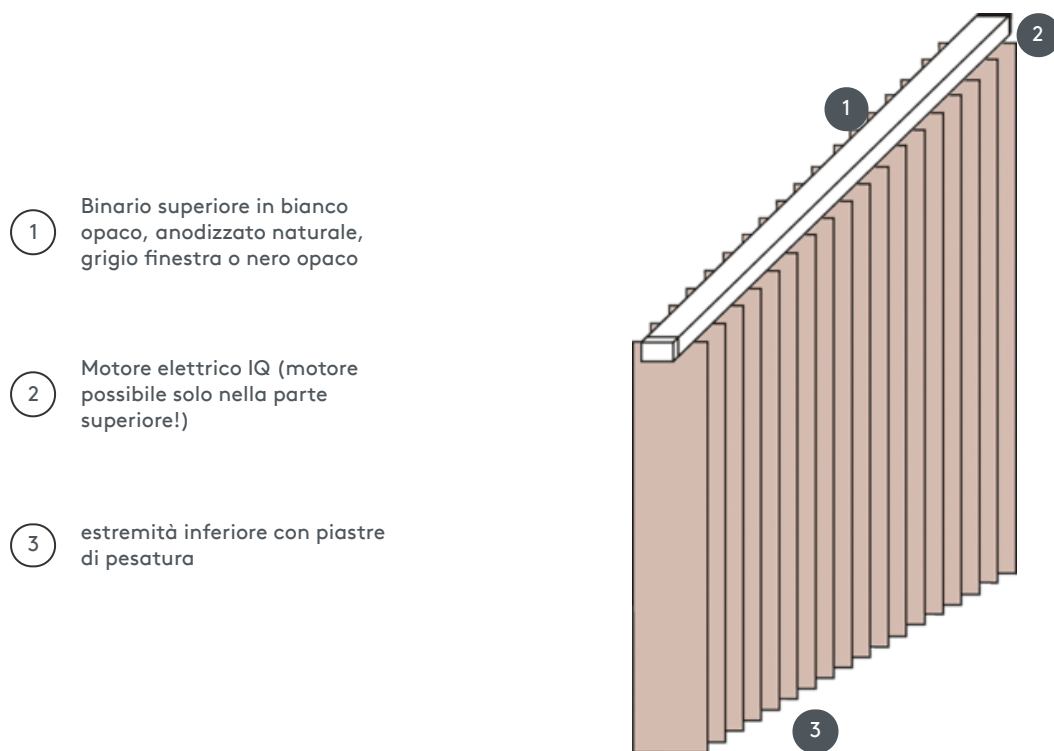 1
Binario superiore in bianco
opaco, anodizzato naturale,
grigio finestra o nero opaco
2
Motore elettrico IQ (motore
possibile solo nella parte
superiore!)
3
estremità inferiore con piastre
di pesatura
2
1
3